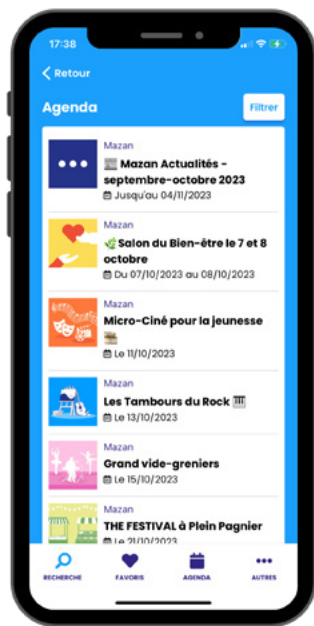 17:38
Retour
Agenda
Filtrer
Mazan
Mazan Actualités -
septembre-octobre 2023
Jusqu'au 04/11/2023
Mazan
Salon du Bien-être le 7 et 8
octobre
Du 07/10/2023 au 08/10/2023
Mazan
Micro-Ciné pour la jeunesse
Le 11/10/2023
Mazan
Les Tambours du Rock
Le 13/10/2023
Mazan
Grand vide-greniers
Le 15/10/2023
Mazan
THE FESTIVAL à Plein Pagnier
Le 21/10/2023
RECHERCHE
FAVORIS
AGENDA
AUTRES